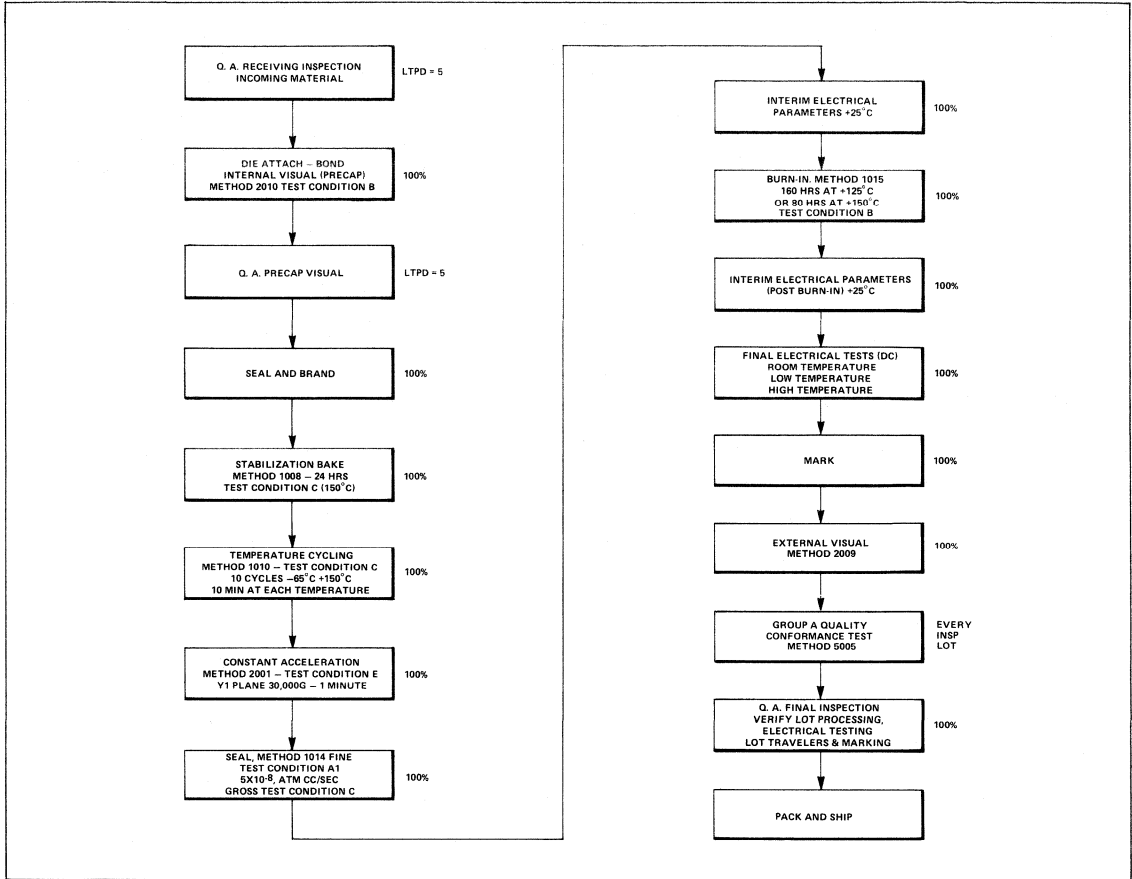 Q. A. RECEIVING INSPECTION
INCOMING MATERIAL
LTPD = 5
DIE ATTACH – BOND
INTERNAL VISUAL (PRECAP)
METHOD 2010 TEST CONDITION B
100%
Q. A. PRECAP VISUAL
LTPD = 5
SEAL AND BRAND
100%
STABILIZATION BAKE
METHOD 1008 – 24 HRS
TEST CONDITION C (150°C)
100%
TEMPERATURE CYCLING
METHOD 1010 – TEST CONDITION C
10 CYCLES –65°C +150°C
10 MIN AT EACH TEMPERATURE
100%
CONSTANT ACCELERATION
METHOD 2001 – TEST CONDITION E
Y1 PLANE 30,000G – 1 MINUTE
100%
SEAL, METHOD 1014 FINE
TEST CONDITION A1
5X10-8, ATM CC/SEC
GROSS TEST CONDITION C
100%
INTERIM ELECTRICAL
PARAMETERS +25°C
100%
BURN-IN. METHOD 1015
160 HRS AT +125°C
OR 80 HRS AT +150°C
TEST CONDITION B
100%
INTERIM ELECTRICAL PARAMETERS
(POST BURN-IN) +25°C
100%
FINAL ELECTRICAL TESTS (DC)
ROOM TEMPERATURE
LOW TEMPERATURE
HIGH TEMPERATURE
100%
MARK
100%
EXTERNAL VISUAL
METHOD 2009
100%
GROUP A QUALITY
CONFORMANCE TEST
METHOD 5005
EVERY
INSP
LOT
Q. A. FINAL INSPECTION
VERIFY LOT PROCESSING,
ELECTRICAL TESTING
LOT TRAVELERS & MARKING
100%
PACK AND SHIP